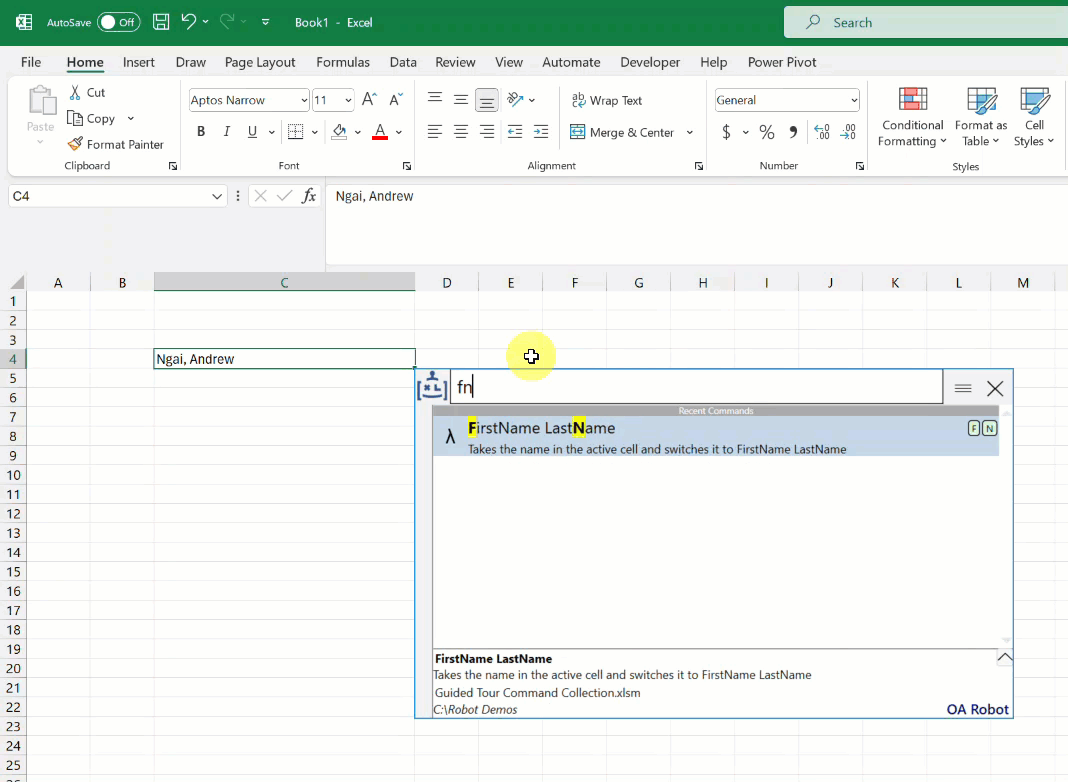 AutoSave Off Book1 - Excel Search
File Home Insert Draw Page Layout Formulas Data Review View Automate Developer Help Power Pivot
Paste
Cut
Copy
Format Painter
Clipboard
Aptos Narrow 11 A A
B I U A
Font
ab Wrap Text
Merge & Center
Alignment
General
$ % 9 .00
Number
Conditional Formatting
Format as Table
Cell Styles
Styles
C4 fx Ngai, Andrew
A B C D E F G H I J K L M
1
2
3
4 Ngai, Andrew
5
6
7
8
9
10
11
12
13
14
15
16
17
18
19
20
21
22
23
24
25
XL fn
Recent Commands
λ FirstName LastName F N
Takes the name in the active cell and switches it to FirstName LastName
FirstName LastName
Takes the name in the active cell and switches it to FirstName LastName
Guided Tour Command Collection.xlsm
C:\Robot Demos
OA Robot